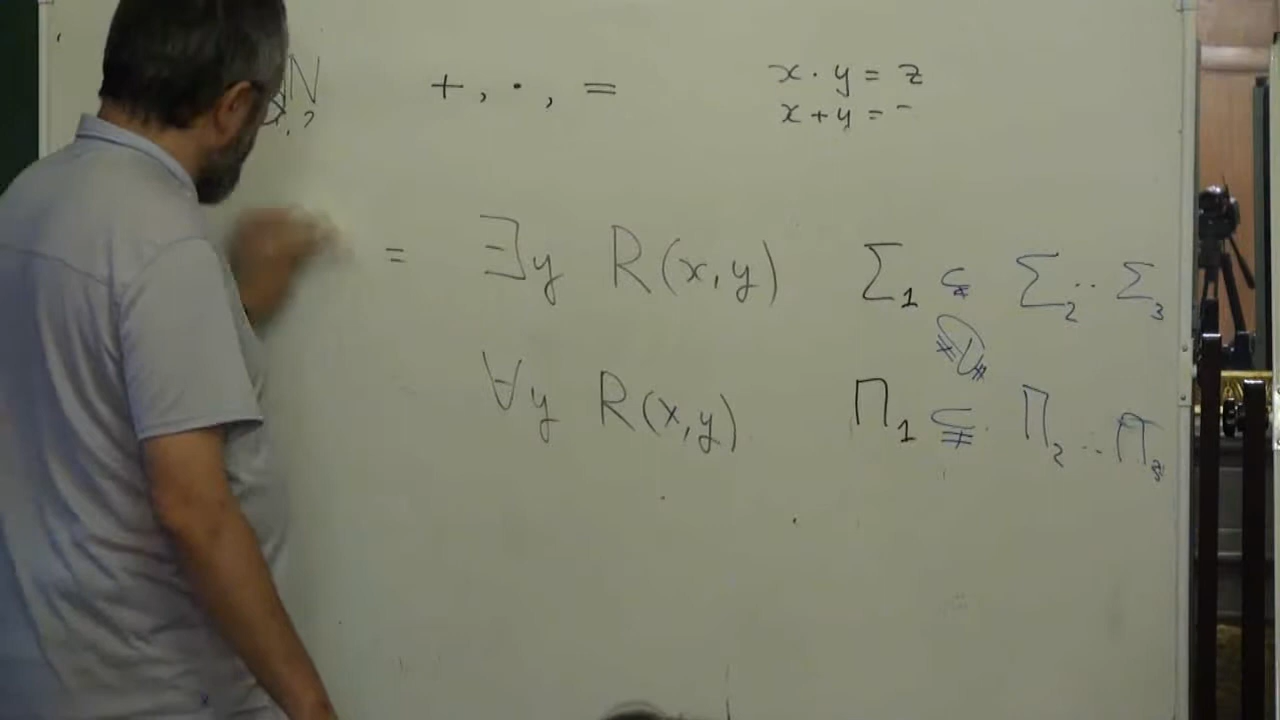 ℕ +, ·, = x · y = z
x + y =
= ∃y R(x,y) Σ₁ ⊊ Σ₂ ·· Σ₃
∀y R(x,y) Π₁ ⊊ Π₂ ·· Π₃